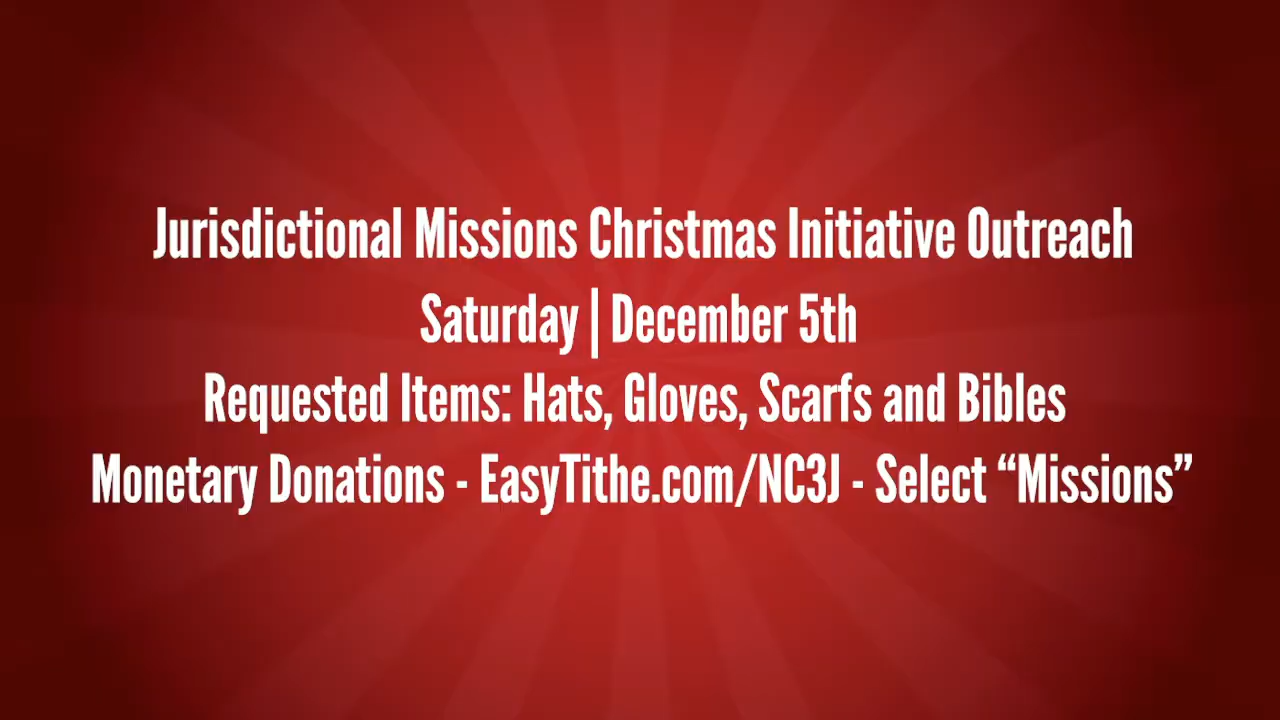 Jurisdictional Missions Christmas Initiative Outreach
Saturday | December 5th
Requested Items: Hats, Gloves, Scarfs and Bibles
Monetary Donations - EasyTithe.com/NC3J - Select “Missions”